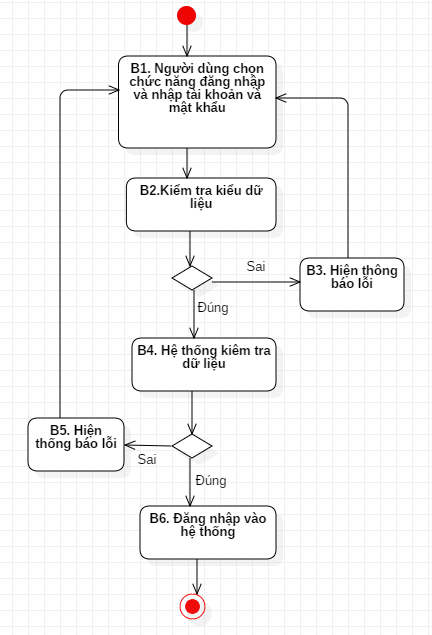 B1. Người dùng chọn
chức năng đăng nhập
và nhập tài khoản và
mật khẩu
B2.Kiểm tra kiểu dữ
liệu
Sai
B3. Hiện thông
báo lỗi
Đúng
B4. Hệ thống kiêm tra
dữ liệu
B5. Hiện
thống báo lỗi
Sai
Đúng
B6. Đăng nhập vào
hệ thống